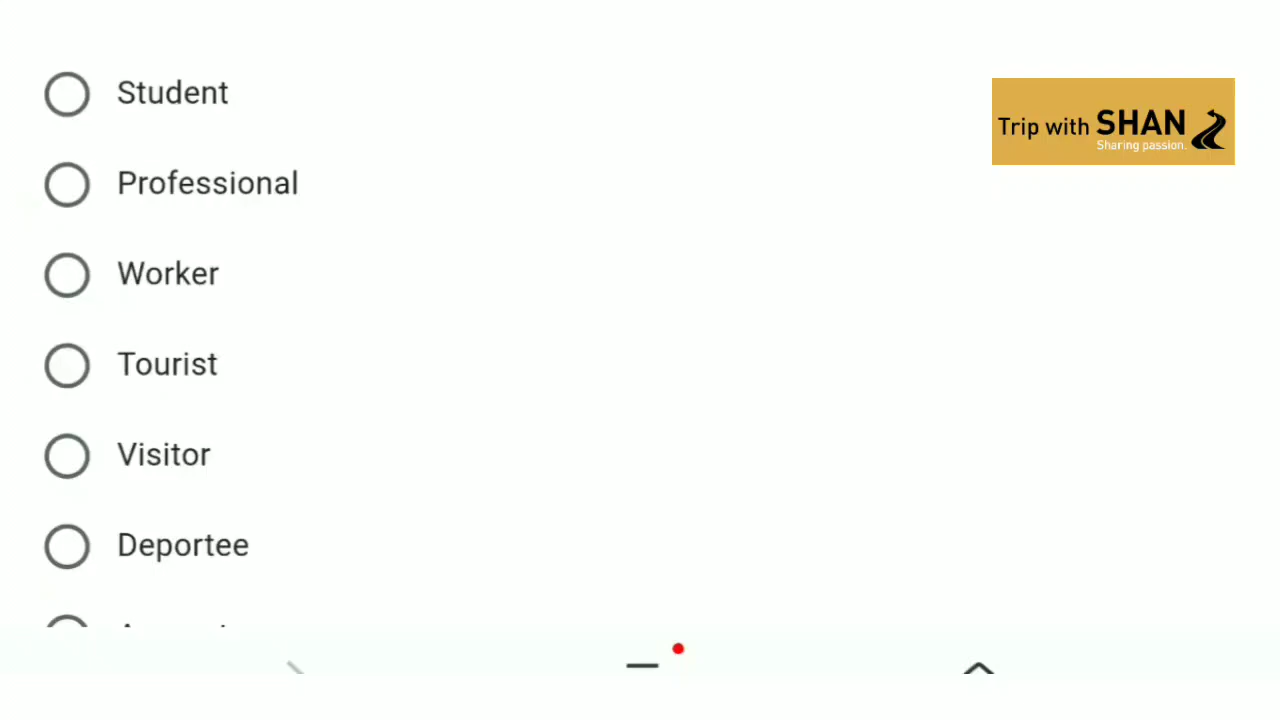 Student
Trip with SHAN
Sharing passion.
Professional
Worker
Tourist
Visitor
Deportee